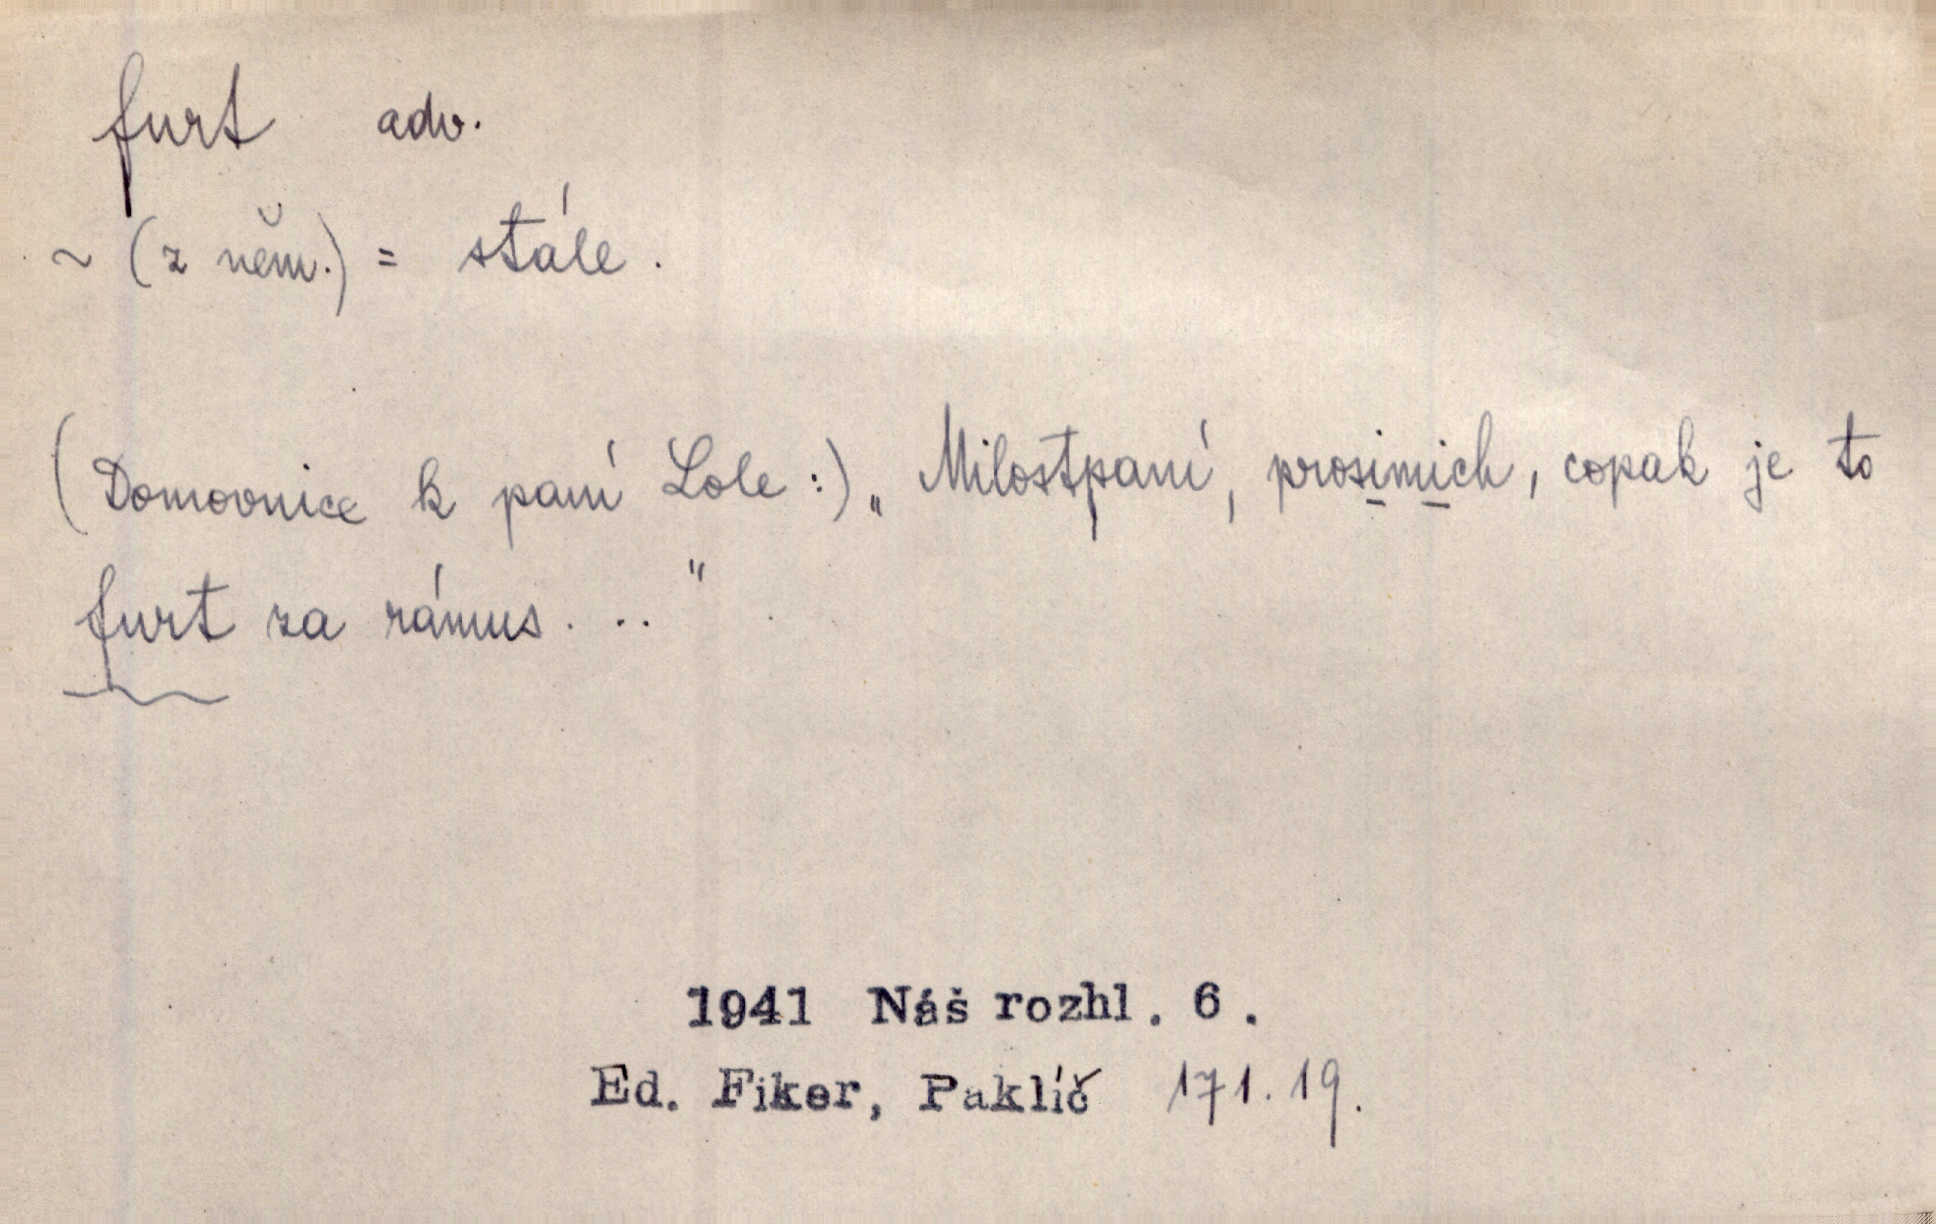 furt adv.
~ (z něm.) = stále.
(Domovnice k paní Lole:) „Milostpaní, prosimich, copak je to
furt za rámus..."
1941 Náš rozhl. 6.
Ed. Fiker, Paklíč 171.19.